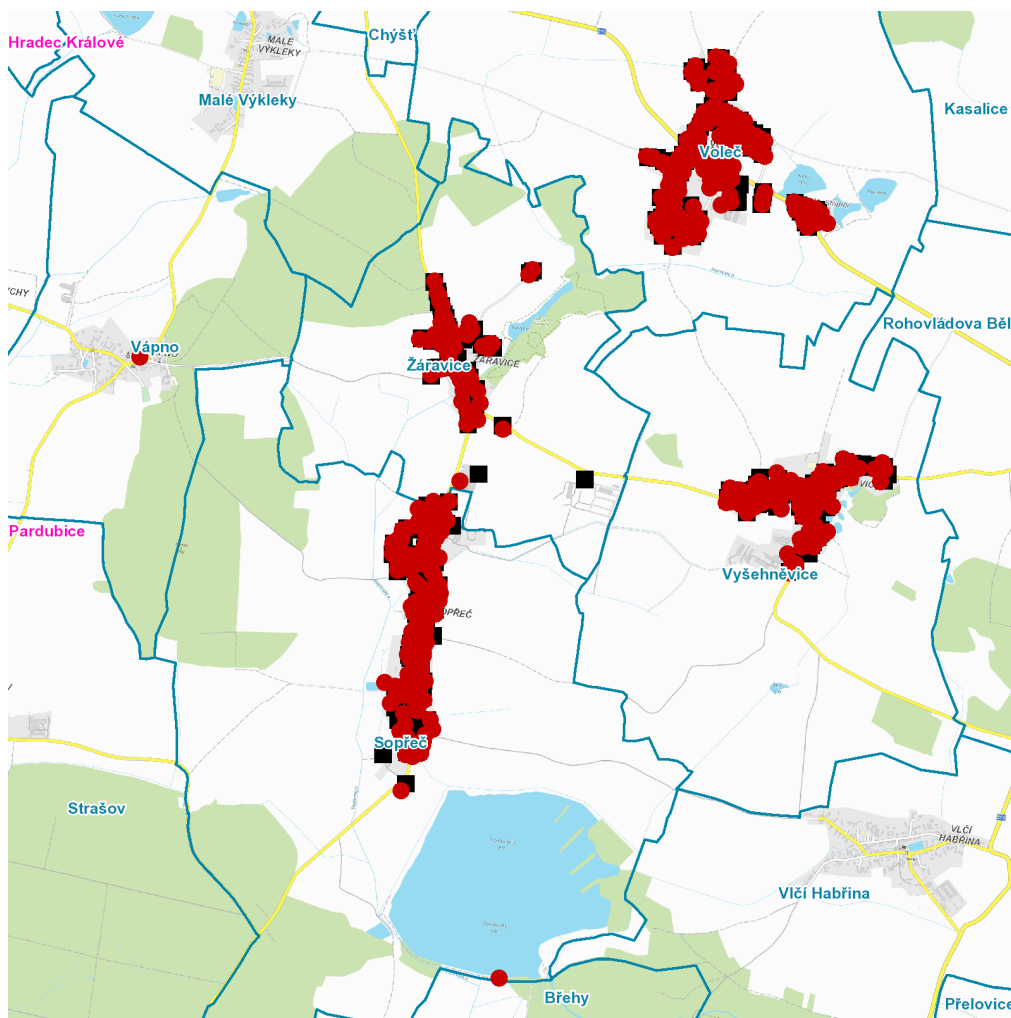 Chýšť
Hradec Králové
MALÉ
VÝKLEKY
Malé Výkleky
Kasalice
Voleč
Rohovládova Běl
Vápno
ŽÁRAVICE
Žáravice
Pardubice
Vyšehněvice
Sopřeč
Strašov
VLČÍ
HABŘINA
Vlčí Habřina
Břehy
Přelovice